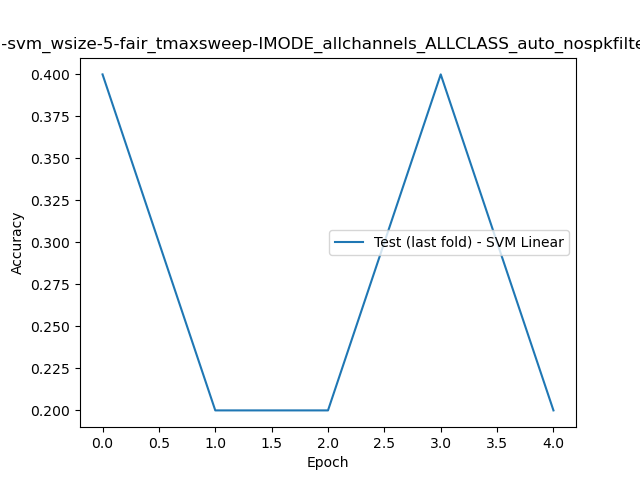 -svm_wsize-5-fair_tmaxsweep-IMODE_allchannels_ALLCLASS_auto_nospkfilte
0.400
0.375
0.350
0.325
0.300
0.275
0.250
0.225
0.200
Accuracy
Test (last fold) - SVM Linear
0.0 0.5 1.0 1.5 2.0 2.5 3.0 3.5 4.0
Epoch